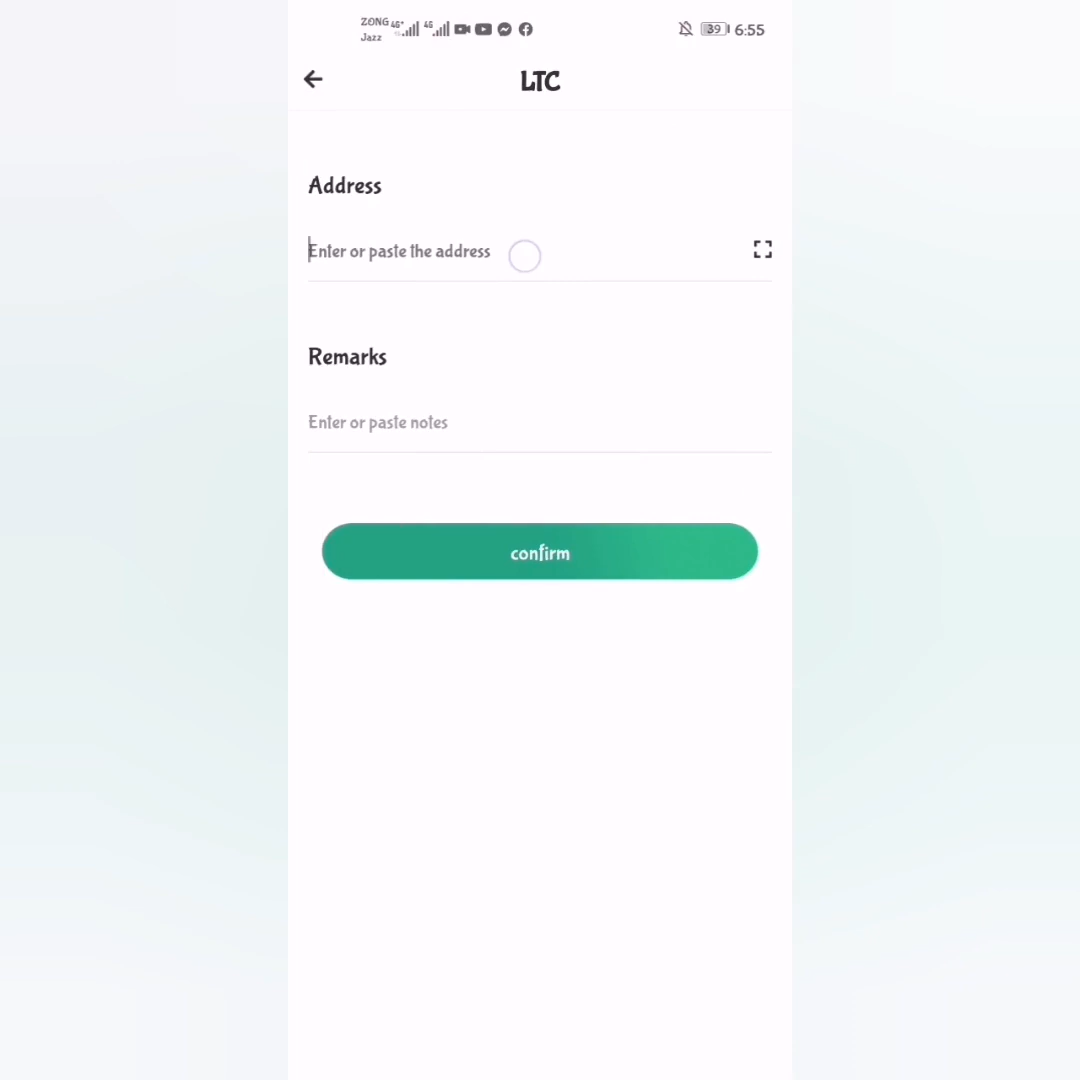 ZONG 4G+ 4G 39 6:55
Jazz
LTC
Address
Enter or paste the address
Remarks
Enter or paste notes
confirm